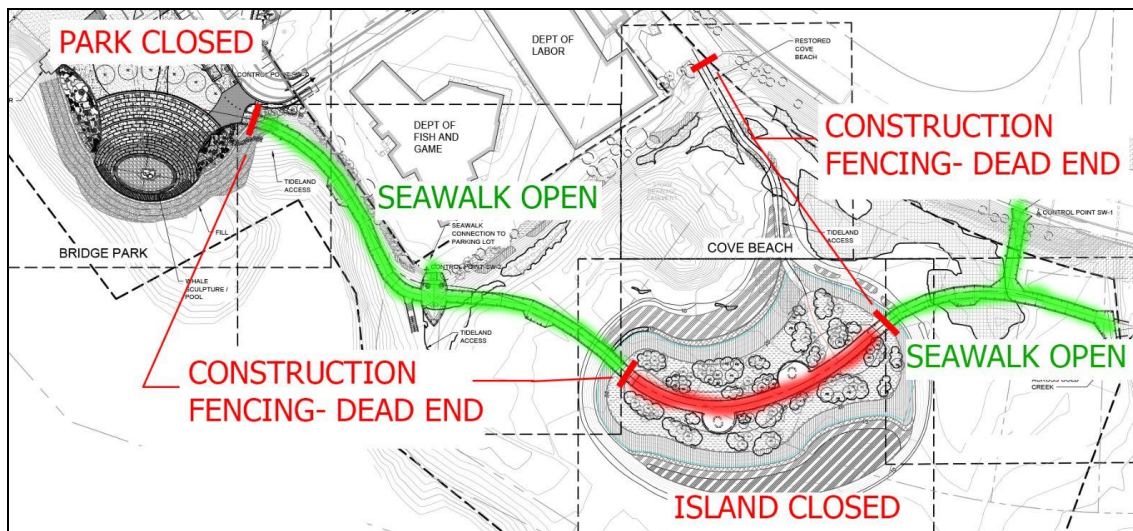 PARK CLOSED
DEPT OF
LABOR
RESTORED
COVE
BEACH
DEPT OF
FISH AND
GAME
CONSTRUCTION
FENCING- DEAD END
TIDELAND
ACCESS
SEAWALK OPEN
CONTROL POINT SW-1
SEAWALK
CONNECTION TO
PARKING LOT
FILL
TIDELAND
ACCESS
BRIDGE PARK
COVE BEACH
CONTROL POINT SW-2
WHALE
SCULPTURE /
POOL
TIDELAND
ACCESS
CONSTRUCTION
FENCING- DEAD END
SEAWALK OPEN
CREEK
ISLAND CLOSED